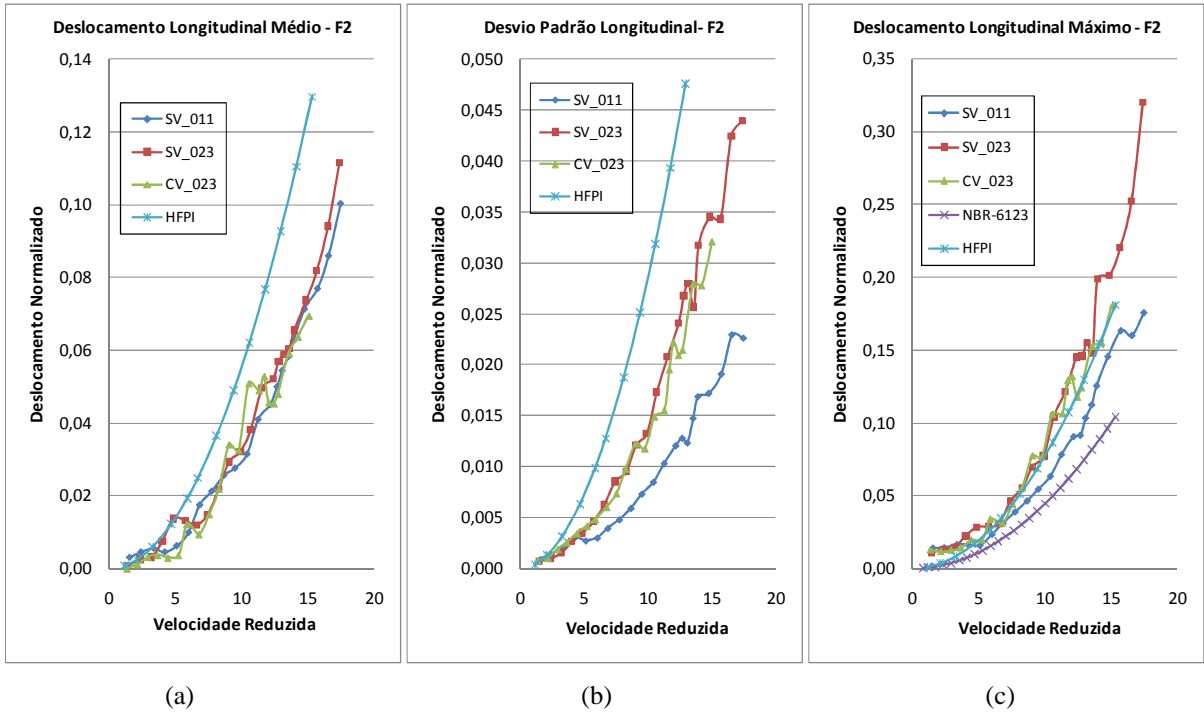 Deslocamento Longitudinal Médio - F2
Deslocamento Normalizado
0,14
0,12
0,10
0,08
0,06
0,04
0,02
0,00
SV_011
SV_023
CV_023
HFPI
0 5 10 15 20
Velocidade Reduzida
(a)
Desvio Padrão Longitudinal- F2
Deslocamento Normalizado
0,050
0,045
0,040
0,035
0,030
0,025
0,020
0,015
0,010
0,005
0,000
SV_011
SV_023
CV_023
HFPI
0 5 10 15 20
Velocidade Reduzida
(b)
Deslocamento Longitudinal Máximo - F2
Deslocamento Normalizado
0,35
0,30
0,25
0,20
0,15
0,10
0,05
0,00
SV_011
SV_023
CV_023
NBR-6123
HFPI
0 5 10 15 20
Velocidade Reduzida
(c)